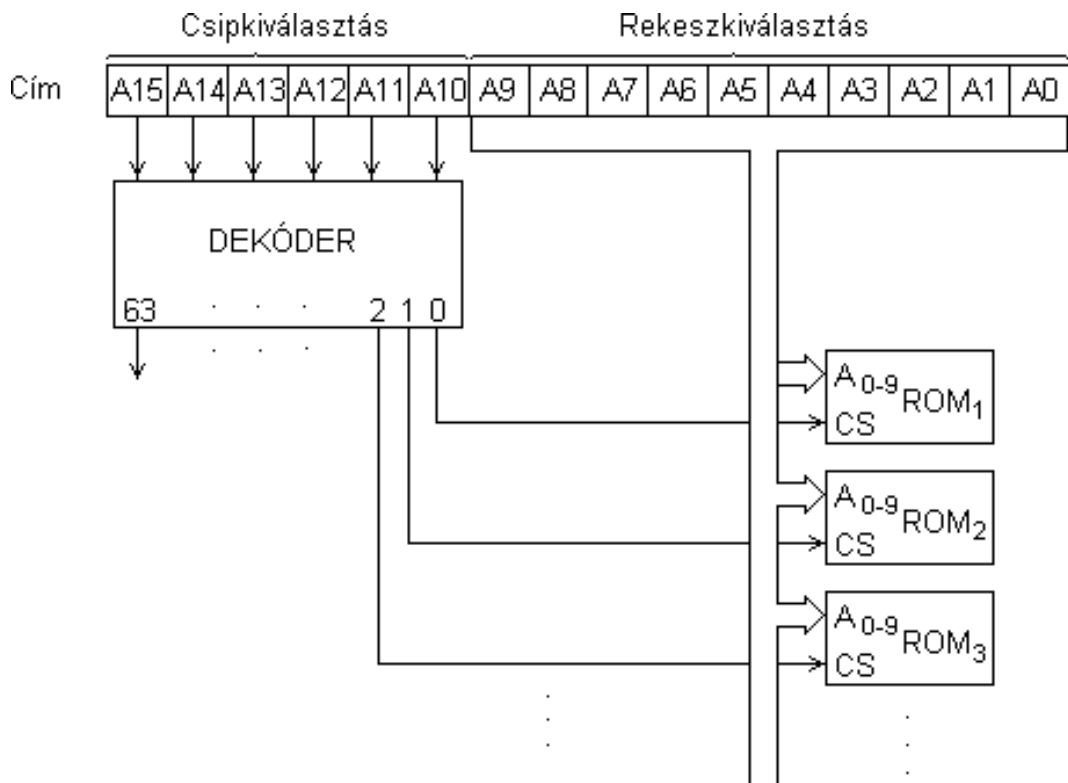 Csipkiválasztás Rekeszkiválasztás
Cím A15 A14 A13 A12 A11 A10 A9 A8 A7 A6 A5 A4 A3 A2 A1 A0
DEKÓDER
63 . . . 2 1 0
. . .
A0-9 ROM1
CS
A0-9 ROM2
CS
A0-9 ROM3
CS